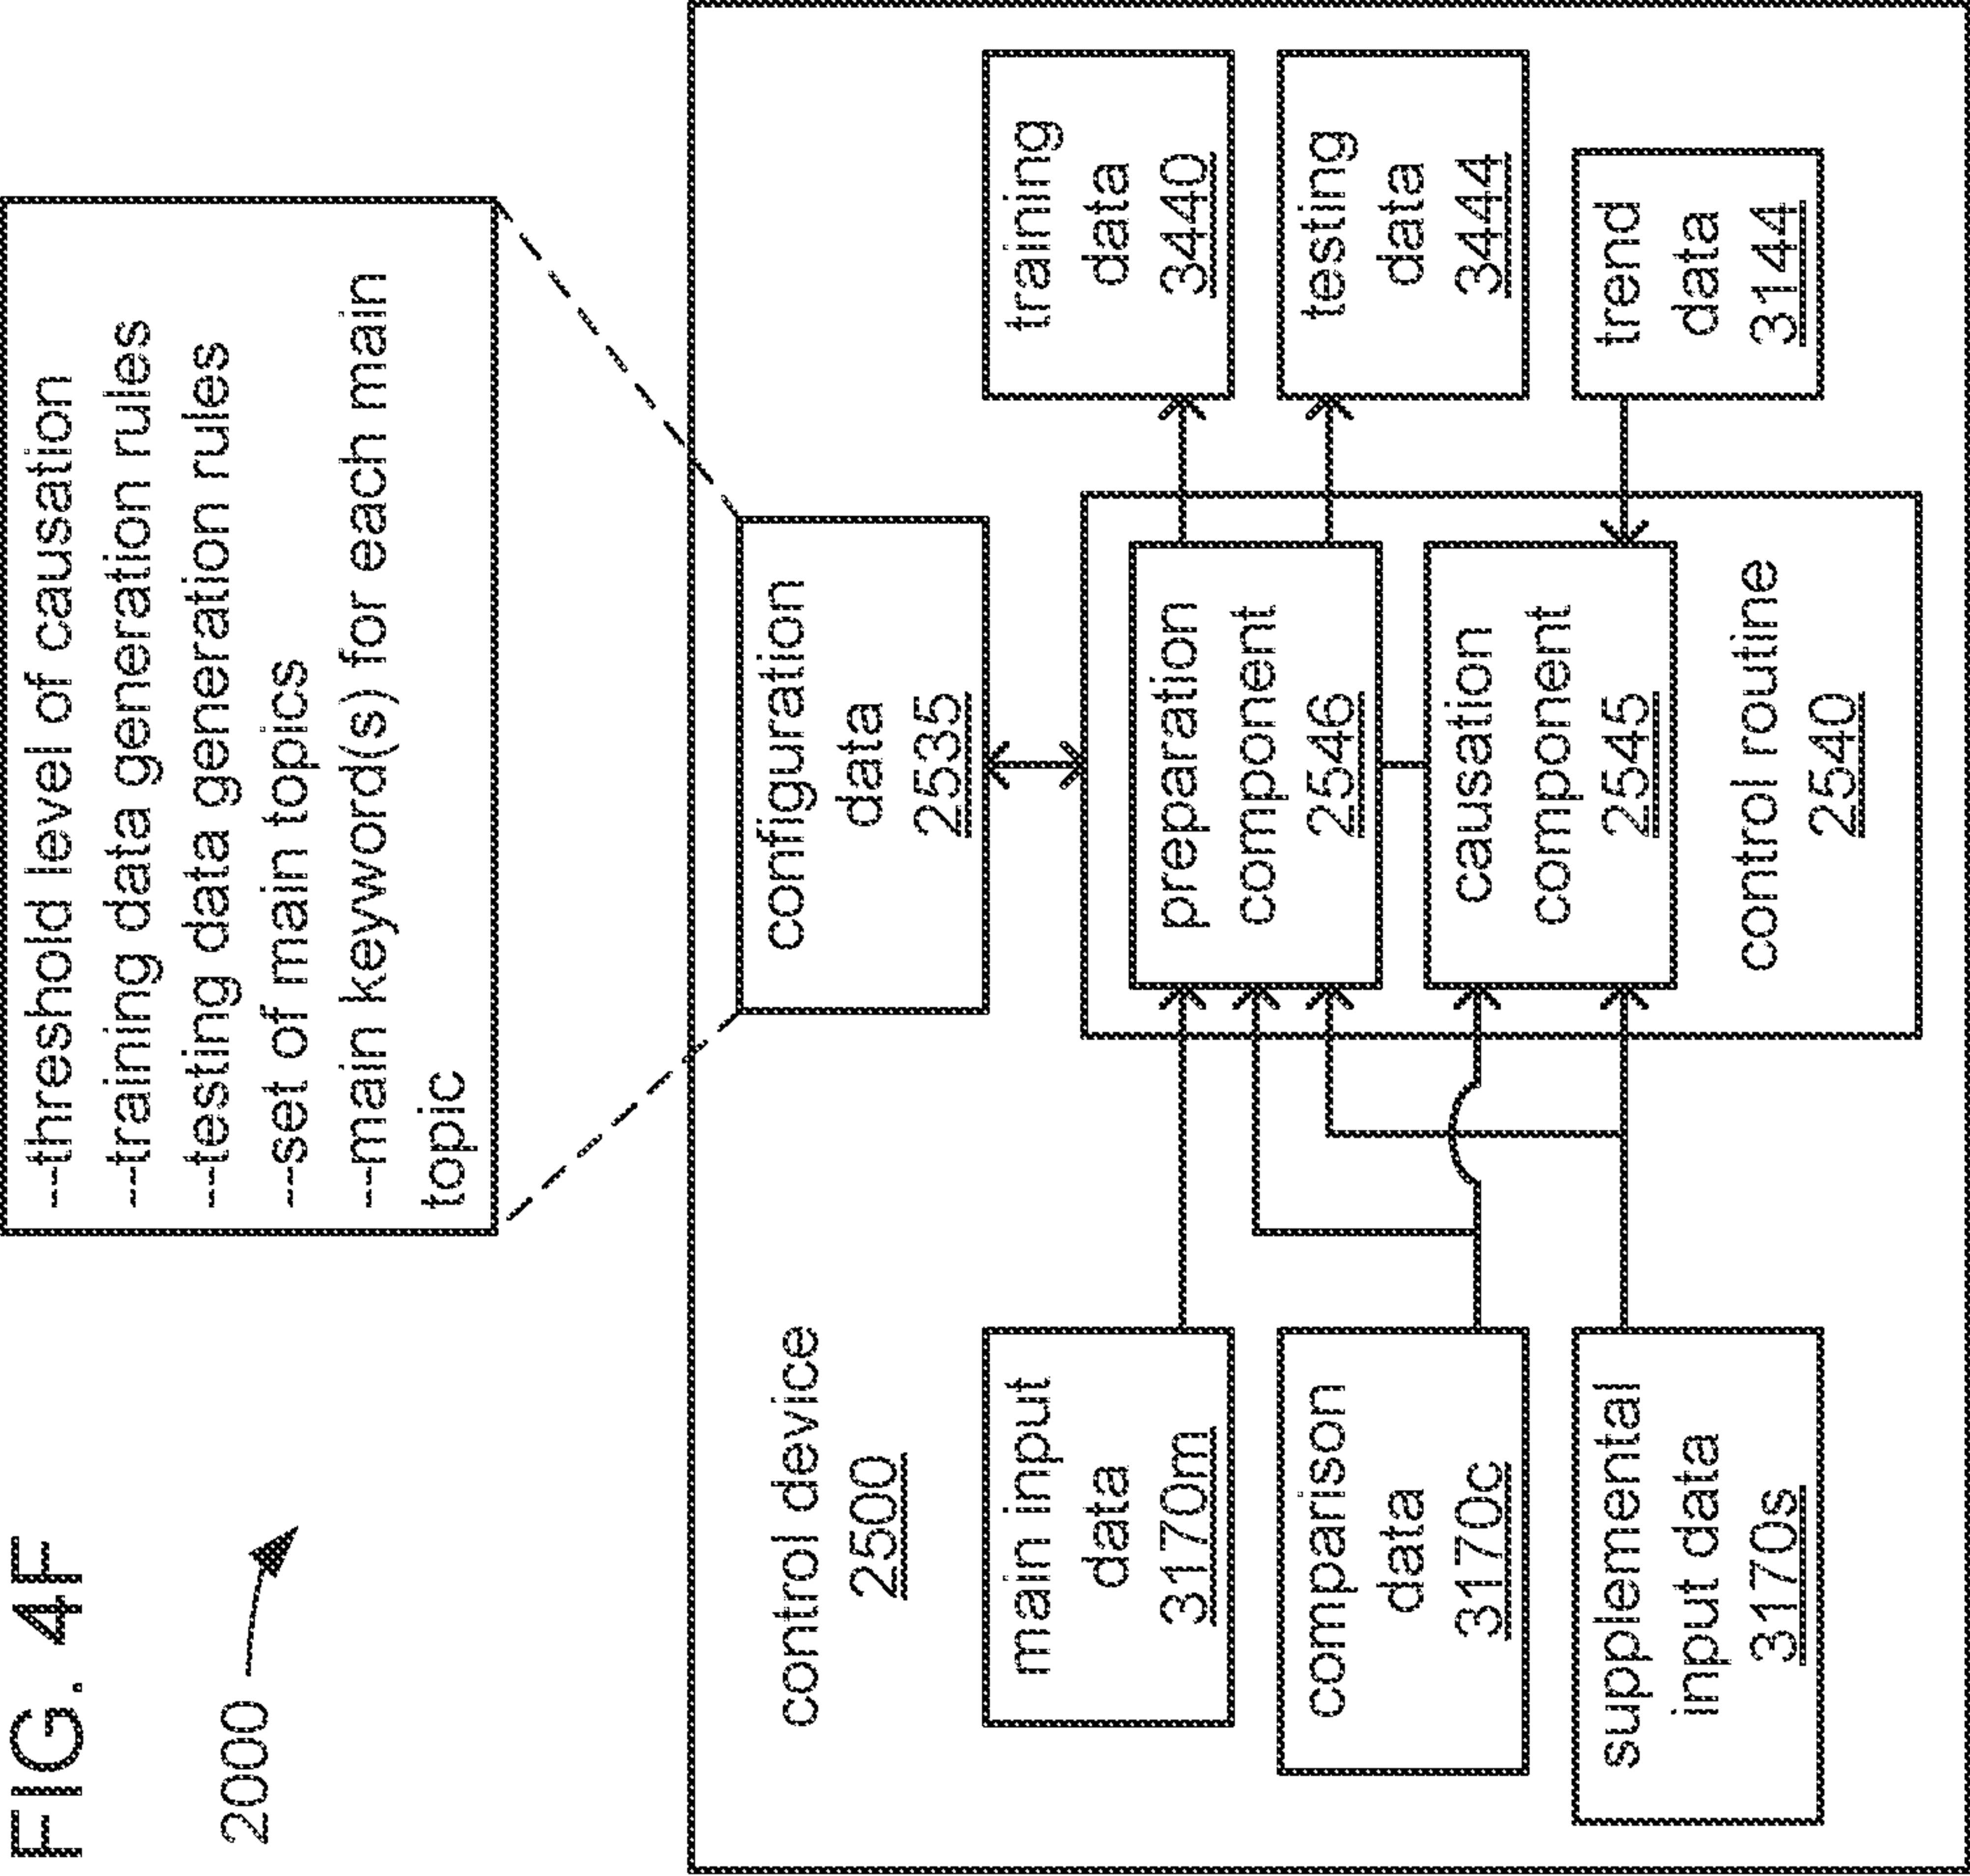 FIG. 4F
2000
---threshold level of causation
---training data generation rules
---testing data generation rules
---set of main topics
---main keyword(s) for each main
topic
control device
2500
configuration
data
2535
main input
data
3170m
comparison
data
3170c
supplemental
input data
3170s
preparation
component
2546
causation
component
2545
control routine
2540
training
data
3440
testing
data
3444
trend
data
3144